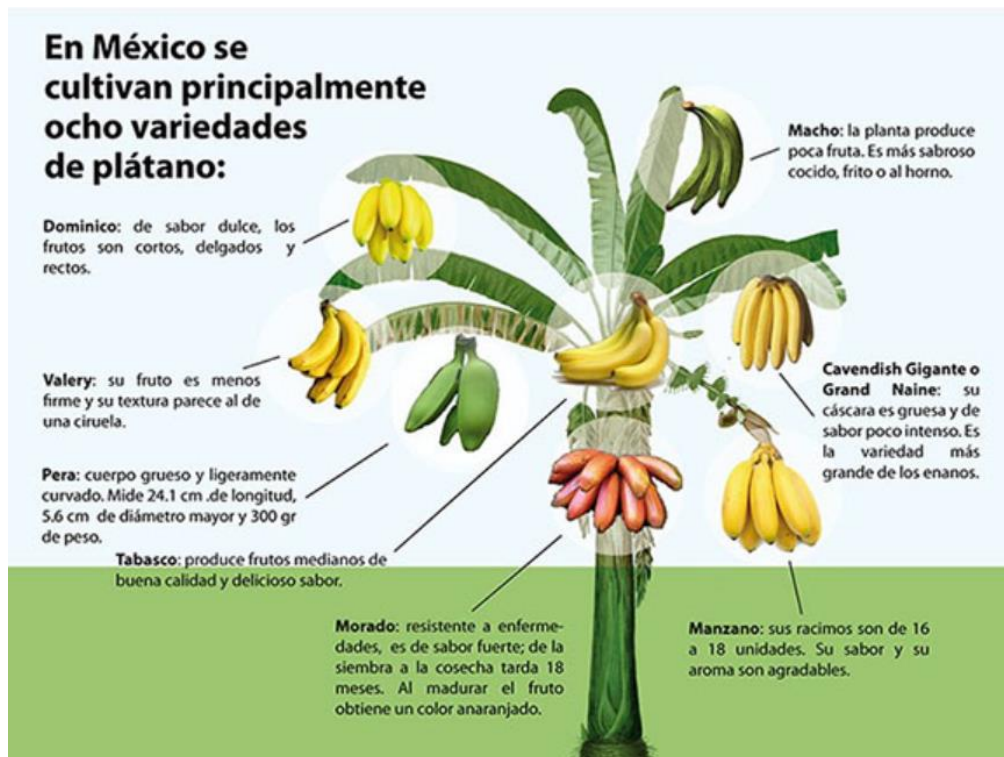 En México se
cultivan principalmente
ocho variedades
de plátano:
Dominico: de sabor dulce, los
frutos son cortos, delgados y
rectos.
Valery: su fruto es menos
firme y su textura parece al de
una ciruela.
Pera: cuerpo grueso y ligeramente
curvado. Mide 24.1 cm .de longitud,
5.6 cm de diámetro mayor y 300 gr
de peso.
Tabasco: produce frutos medianos de
buena calidad y delicioso sabor.
Morado: resistente a enferme-
dades, es de sabor fuerte; de la
siembra a la cosecha tarda 18
meses. Al madurar el fruto
obtiene un color anaranjado.
Macho: la planta produce
poca fruta. Es más sabroso
cocido, frito o al horno.
Cavendish Gigante o
Grand Naine: su
cáscara es gruesa y de
sabor poco intenso. Es
la variedad más
grande de los enanos.
Manzano: sus racimos son de 16
a 18 unidades. Su sabor y su
aroma son agradables.